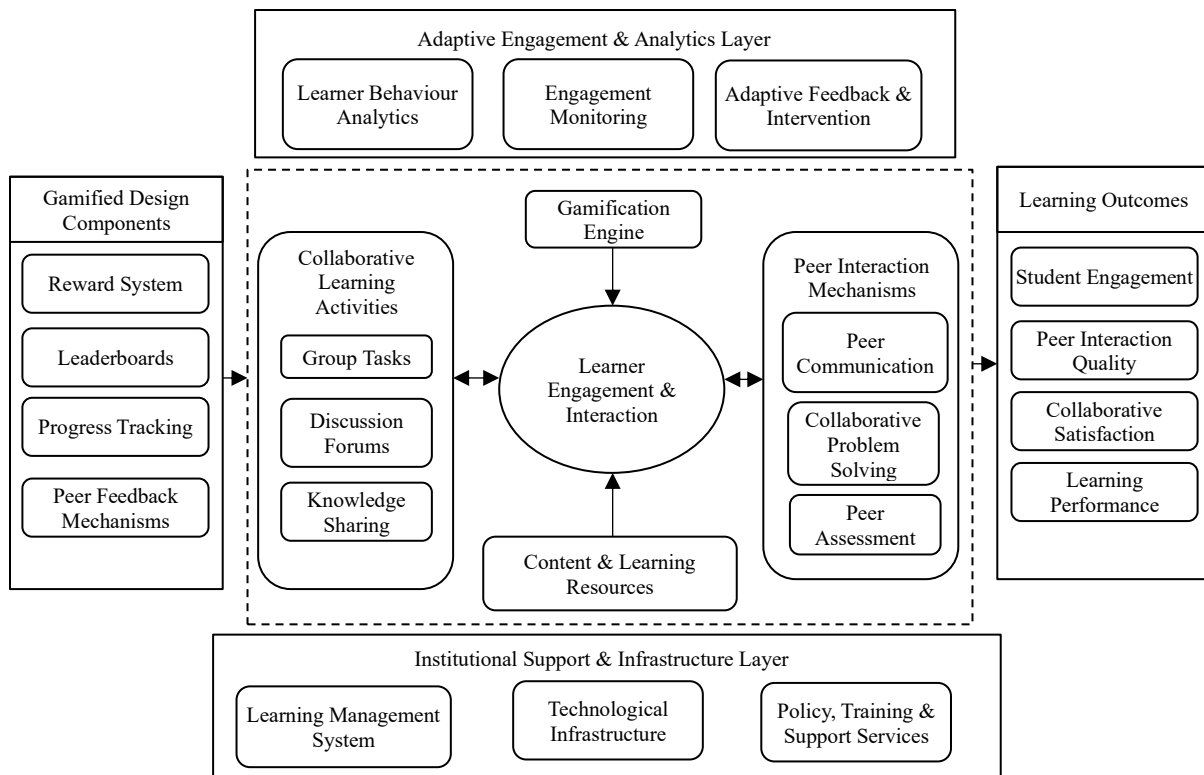 Adaptive Engagement & Analytics Layer
Learner Behaviour
Analytics
Engagement
Monitoring
Adaptive Feedback &
Intervention
Gamified Design
Components
Reward System
Leaderboards
Progress Tracking
Peer Feedback
Mechanisms
Collaborative
Learning
Activities
Group Tasks
Discussion
Forums
Knowledge
Sharing
Gamification
Engine
Learner
Engagement &
Interaction
Content & Learning
Resources
Peer Interaction
Mechanisms
Peer
Communication
Collaborative
Problem
Solving
Peer
Assessment
Learning Outcomes
Student Engagement
Peer Interaction
Quality
Collaborative
Satisfaction
Learning
Performance
Institutional Support & Infrastructure Layer
Learning Management
System
Technological
Infrastructure
Policy, Training &
Support Services